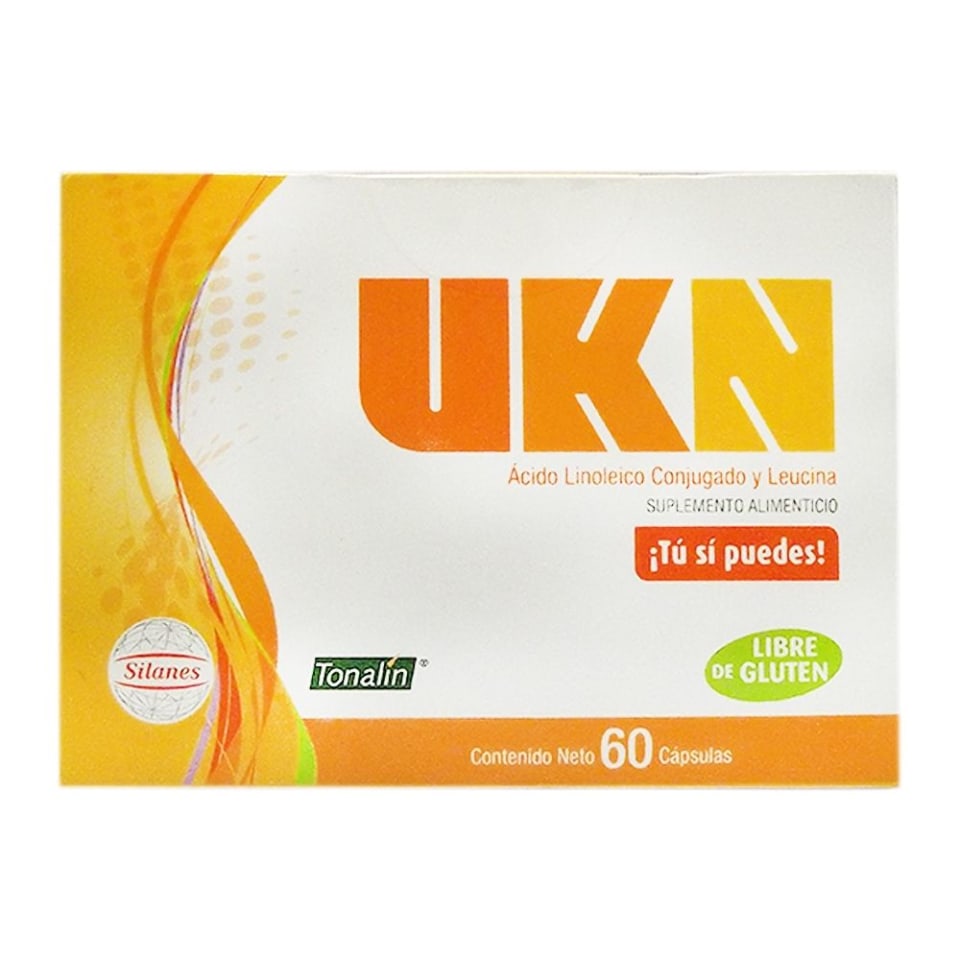 UKN
Ácido Linoleico Conjugado y Leucina
SUPLEMENTO ALIMENTICIO
¡Tú sí puedes!
LIBRE
DE GLUTEN
Silanes
Tonalin®
Contenido Neto 60 Cápsulas